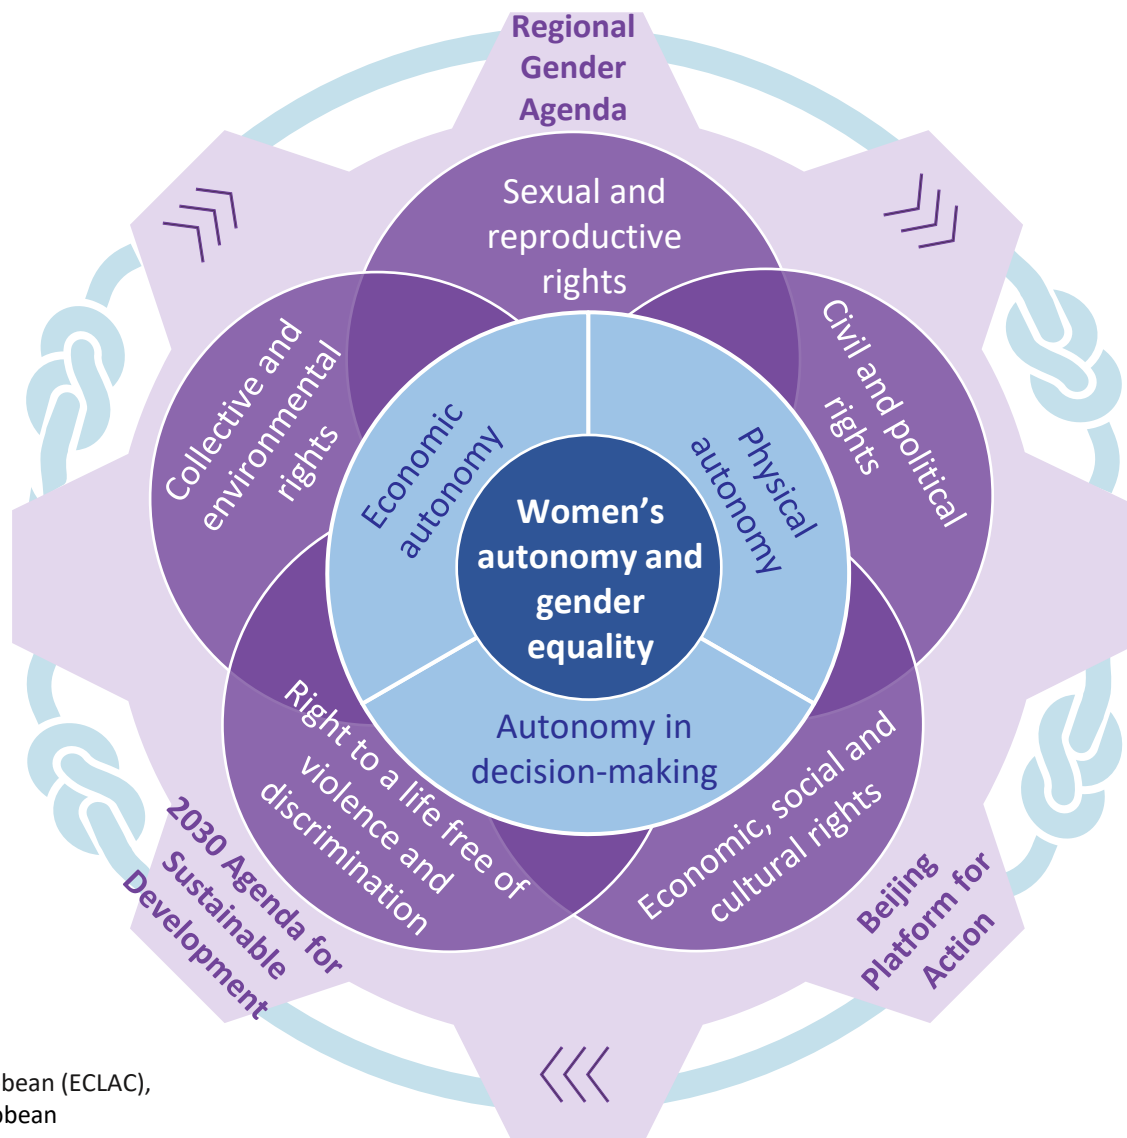 Regional
Gender
Agenda
Sexual and
reproductive
rights
Collective and
environmental
rights
Civil and political
rights
Economic
autonomy
Physical
autonomy
Women's
autonomy and
gender
equality
Autonomy in
decision-making
Right to a life free of
violence and
discrimination
Economic, social and
cultural rights
2030 Agenda for
Sustainable
Development
Beijing
Platform for
Action
bean (ECLAC),
bbean